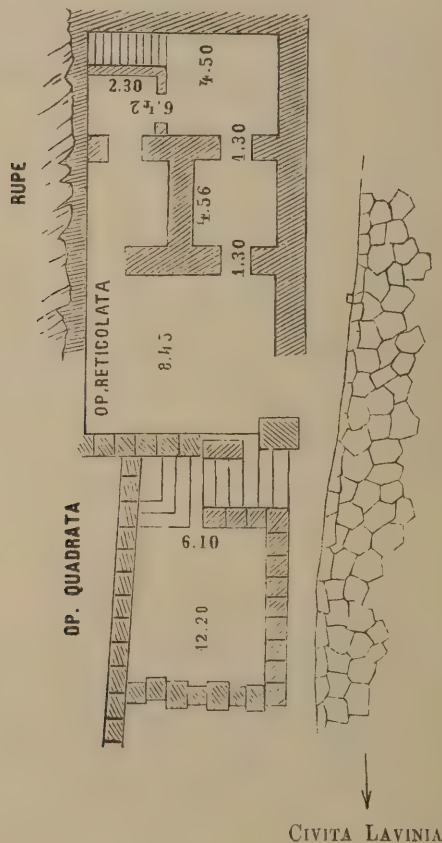 RUPE
OP. RETICOLATA
OP. QUADRATA
2.30
6.42
4.50
1.30
4.56
1.30
8.45
6.10
12.20
CIVITA LAVINIA